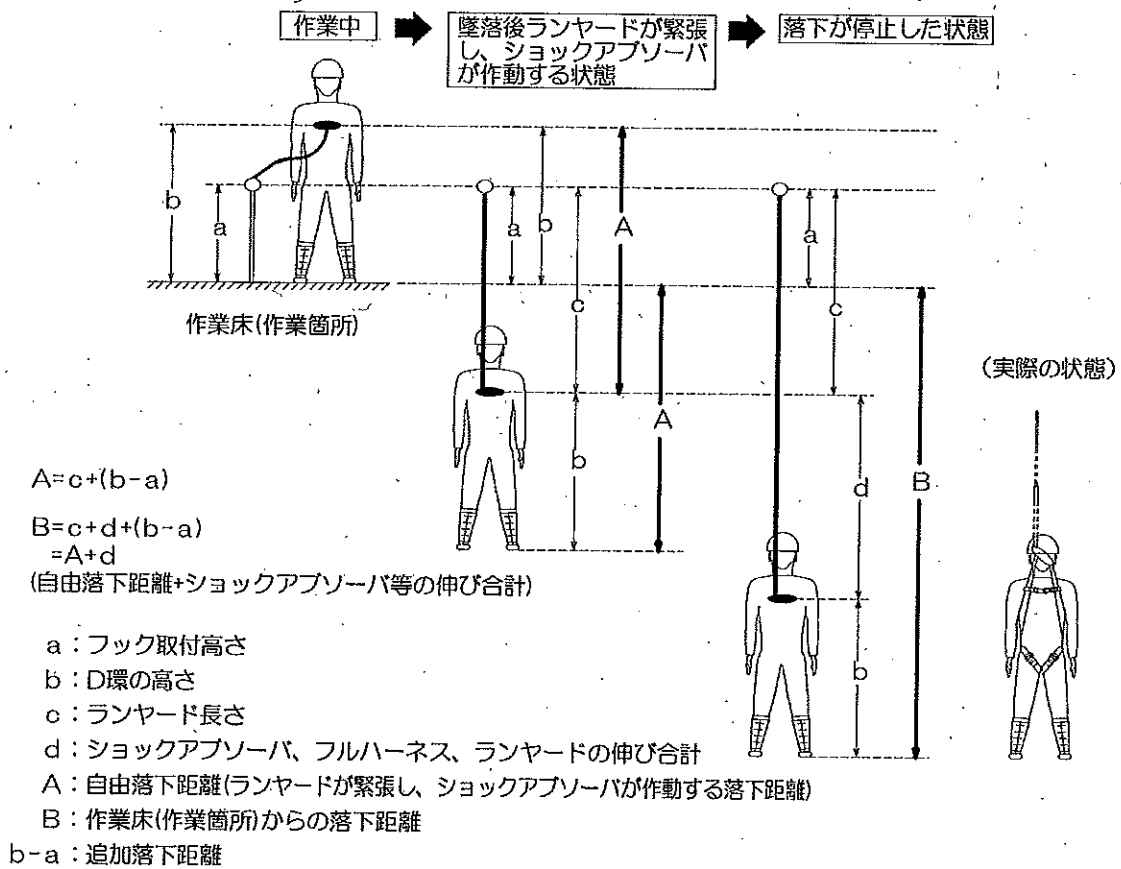 作業中
墜落後ランヤードが緊張
し、ショックアブソーバ
が作動する状態
落下が停止した状態
b
a
a
b
A
c
a
c
作業床(作業箇所)
(実際の状態)
A
b
d
B
b
A=c+(b-a)
B=c+d+(b-a)
=A+d
(自由落下距離+ショックアブソーバ等の伸び合計)
a:フック取付高さ
b:D環の高さ
c:ランヤード長さ
d:ショックアブソーバ、フルハーネス、ランヤードの伸び合計
A:自由落下距離(ランヤードが緊張し、ショックアブソーバが作動する落下距離)
B:作業床(作業箇所)からの落下距離
b-a:追加落下距離